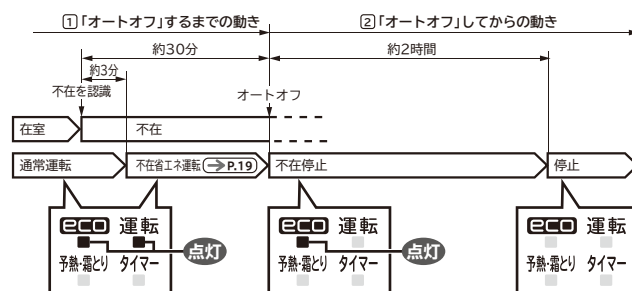 1「オートオフ」するまでの動き 2「オートオフ」してからの動き
約30分 約2時間
約3分
不在を認識 オートオフ
在室 不在
通常運転 不在省エネ運転 → P.19 不在停止 停止
eco 運転 eco 運転 eco 運転
点灯 点灯
予熱・霜とり タイマー 予熱・霜とり タイマー 予熱・霜とり タイマー